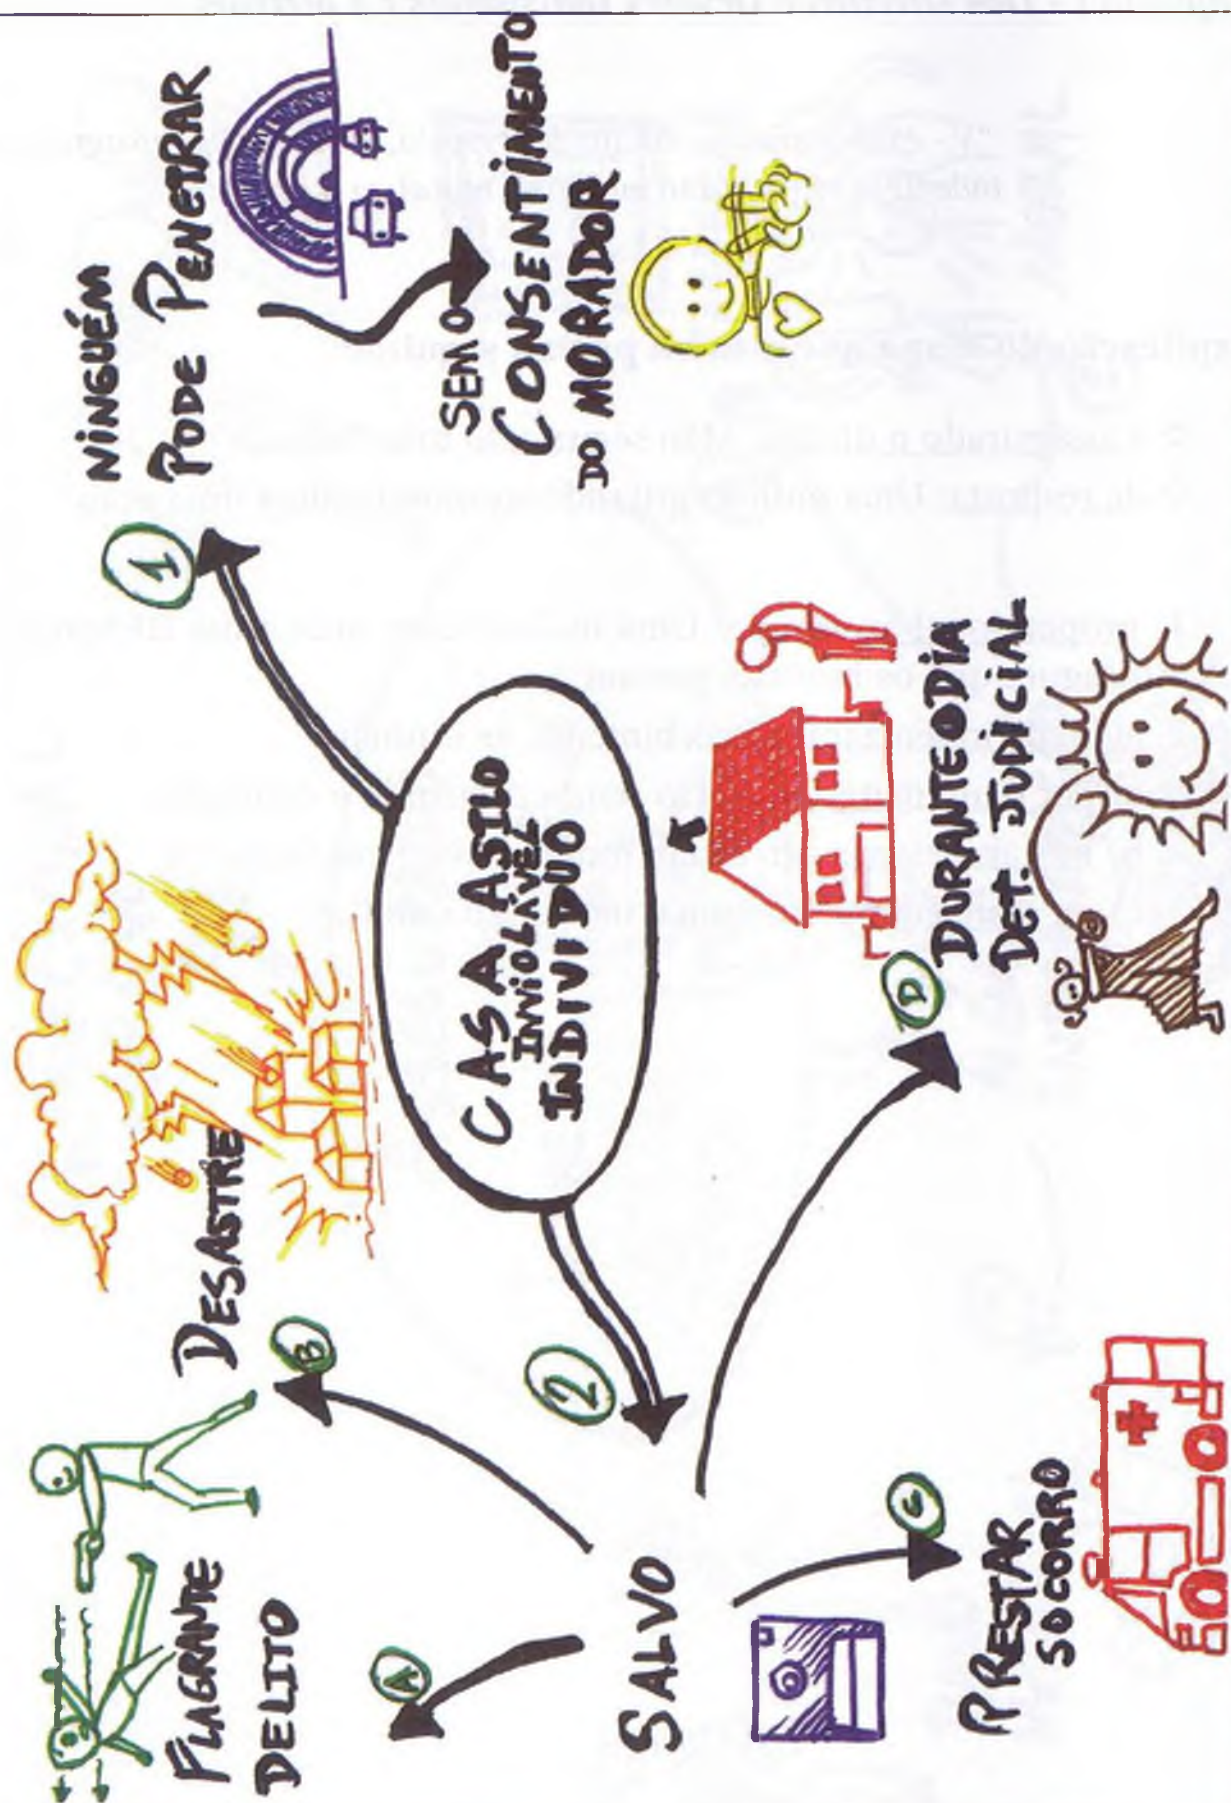 CASA ASILO
INVIOLÁVEL
INDIVIDUO
1
NINGUÉM
PODE PENETRAR
SEM O
CONSENTIMENTO
DO MORADOR
2
SALVO
A
FLAGRANTE
DELITO
B
DESASTRE
C
PRESTAR
SOCORRO
D
DURANTE O DIA
DET. JUDICIAL